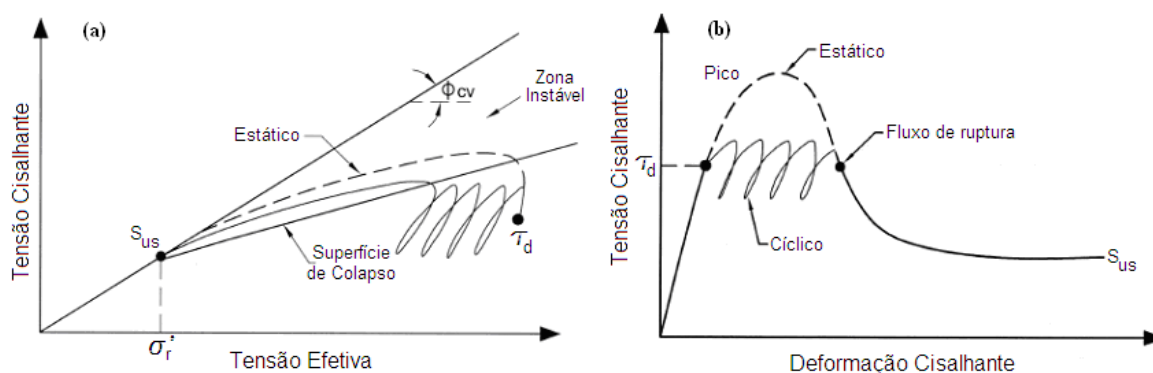 (a)
Tensão Cisalhante
ϕcv
Zona
Instável
Estático
Sus
Superfície
de Colapso
τd
σr'
Tensão Efetiva
(b)
Tensão Cisalhante
Pico
Estático
Fluxo de ruptura
τd
Cíclico
Sus
Deformação Cisalhante